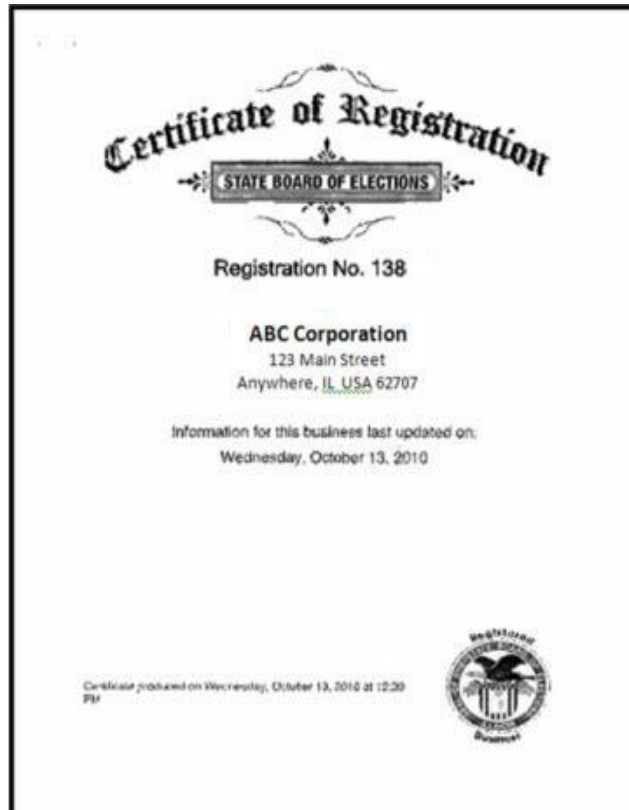 Certificate of Registration
STATE BOARD OF ELECTIONS
Registration No. 138
ABC Corporation
123 Main Street
Anywhere, IL USA 62707
Information for this business last updated on:
Wednesday, October 13, 2010
Certificate produced on Wednesday, October 13, 2010 at 12:30
PM
Registered
Business